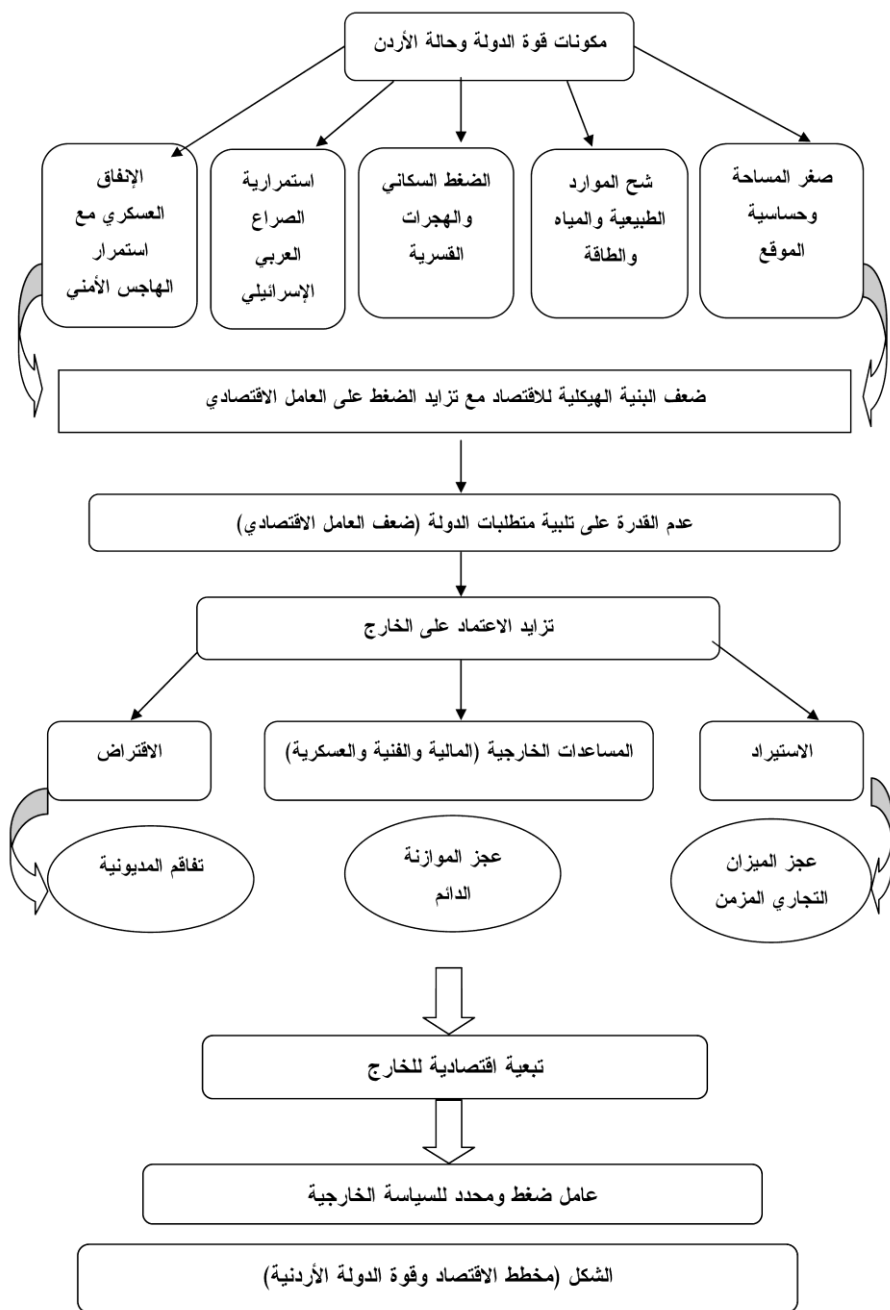 مكونات قوة الدولة وحالة الأردن
صغر المساحة
وحساسية
الموقع
شح الموارد
الطبيعية والمياه
والطاقة
الضغط السكاني
والهجرات
القسرية
استمرارية
الصراع
العربي
الإسرائيلي
الإنفاق
العسكري مع
استمرار
الهاجس الأمني
ضعف البنية الهيكلية للاقتصاد مع تزايد الضغط على العامل الاقتصادي
عدم القدرة على تلبية متطلبات الدولة (ضعف العامل الاقتصادي)
تزايد الاعتماد على الخارج
الاستيراد
المساعدات الخارجية (المالية والفنية والعسكرية)
الاقتراض
عجز الميزان
التجاري المزمن
عجز الموازنة
الدائم
تفاقم المديونية
تبعية اقتصادية للخارج
عامل ضغط ومحدد للسياسة الخارجية
الشكل (مخطط الاقتصاد وقوة الدولة الأردنية)